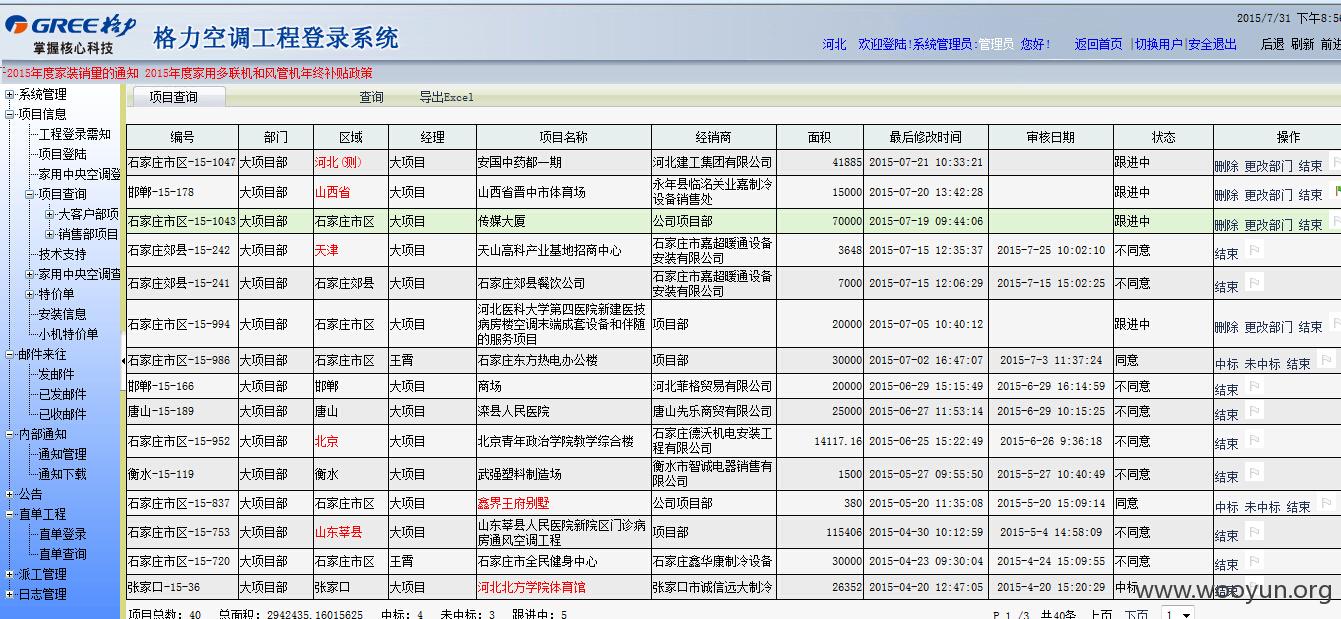 2015/7/31 下午8:5
GREE 格力
掌握核心科技
格力空调工程登录系统
河北 欢迎登陆!系统管理员:管理员 您好! 返回首页 |切换用户|安全退出 后退 刷新 前进
2015年度家装销量的通知 2015年度家用多联机和风管机年终补贴政策
系统管理
项目信息
工程登录需知
项目登陆
家用中央空调登
项目查询
大客户部项
销售部项目
技术支持
家用中央空调查
特价单
安装信息
小机特价单
邮件来往
发邮件
已发邮件
已收邮件
内部通知
通知管理
通知下载
公告
直单工程
直单登录
直单查询
派工管理
日志管理
项目查询 查询 导出Excel
编号 部门 区域 经理 项目名称 经销商 面积 最后修改时间 审核日期 状态 操作
石家庄市区-15-1047 大项目部 河北(测) 大项目 安国中药都一期 河北建工集团有限公司 41885 2015-07-21 10:33:21 跟进中 删除 更改部门 结束
邯郸-15-178 大项目部 山西省 大项目 山西省晋中市体育场 永年县临洺关业嘉制冷设备销售处 15000 2015-07-20 13:42:28 跟进中 删除 更改部门 结束
石家庄市区-15-1043 大项目部 石家庄市区 大项目 传媒大厦 公司项目部 70000 2015-07-19 09:44:06 跟进中 删除 更改部门 结束
石家庄郊县-15-242 大项目部 天津 大项目 天山高科产业基地招商中心 石家庄市嘉超暖通设备安装有限公司 3648 2015-07-15 12:35:37 2015-7-25 10:02:10 不同意 结束
石家庄郊县-15-241 大项目部 石家庄郊县 大项目 石家庄郊县餐饮公司 石家庄市嘉超暖通设备安装有限公司 7000 2015-07-15 12:06:29 2015-7-15 15:02:25 不同意 结束
石家庄市区-15-994 大项目部 石家庄市区 大项目 河北医科大学第四医院新建医技病房楼空调末端成套设备和伴随的服务项目 项目部 20000 2015-07-05 10:40:12 跟进中 删除 更改部门 结束
石家庄市区-15-986 大项目部 石家庄市区 王霄 石家庄东方热电办公楼 项目部 30000 2015-07-02 16:47:07 2015-7-3 11:37:24 同意 中标 未中标 结束
邯郸-15-166 大项目部 邯郸 大项目 商场 河北菲格贸易有限公司 20000 2015-06-29 15:15:49 2015-6-29 16:14:59 不同意 结束
唐山-15-189 大项目部 唐山 大项目 滦县人民医院 唐山先乐商贸有限公司 25000 2015-06-27 11:53:14 2015-6-29 10:15:25 不同意 结束
石家庄市区-15-952 大项目部 北京 大项目 北京青年政治学院教学综合楼 石家庄德沃机电安装工程有限公司 14117.16 2015-06-25 15:22:49 2015-6-26 9:36:18 不同意 结束
衡水-15-119 大项目部 衡水 大项目 武强塑料制造场 衡水市智诚电器销售有限公司 1500 2015-05-27 09:55:50 2015-5-27 10:40:49 不同意 结束
石家庄市区-15-837 大项目部 石家庄市区 大项目 鑫界王府别墅 公司项目部 380 2015-05-20 11:35:08 2015-5-20 15:09:14 同意 中标 未中标 结束
石家庄市区-15-753 大项目部 山东莘县 大项目 山东莘县人民医院新院区门诊病房通风空调工程 项目部 115406 2015-04-30 10:12:59 2015-5-4 14:58:09 不同意 结束
石家庄市区-15-720 大项目部 石家庄市区 王霄 石家庄市全民健身中心 石家庄鑫华康制冷设备 30000 2015-04-23 09:30:04 2015-4-24 15:09:55 不同意 结束
张家口-15-36 大项目部 张家口 大项目 河北北方学院体育馆 张家口市诚信远大制冷 26352 2015-04-20 12:47:05 2015-4-20 15:20:29 中标 结束
www.wooyun.org
项目总数: 40 总面积: 2942435.16015625 中标: 4 未中标: 3 跟进中: 5 P 1 /3 共40条 上页 下页 1